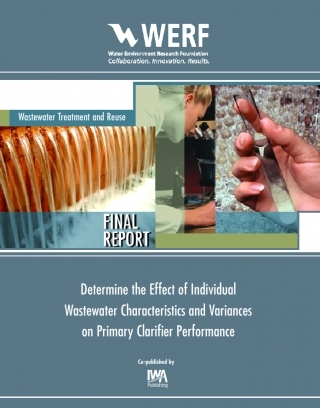 WERF
Water Environment Research Foundation
Collaboration. Innovation. Results.
Wastewater Treatment and Reuse
FINAL
REPORT
Determine the Effect of Individual
Wastewater Characteristics and Variances
on Primary Clarifier Performance
Co-published by
IWA
Publishing